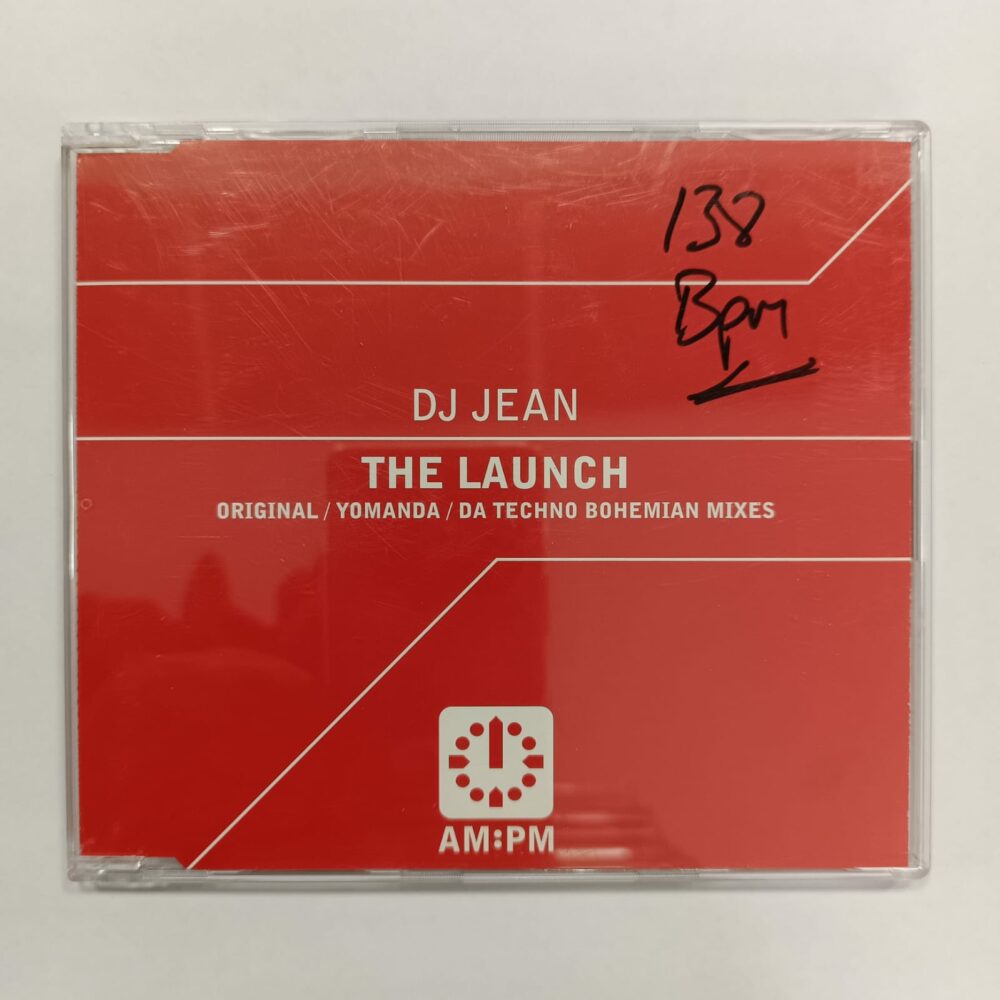 138
Bpm
DJ JEAN
THE LAUNCH
ORIGINAL / YOMANDA / DA TECHNO BOHEMIAN MIXES
AM:PM